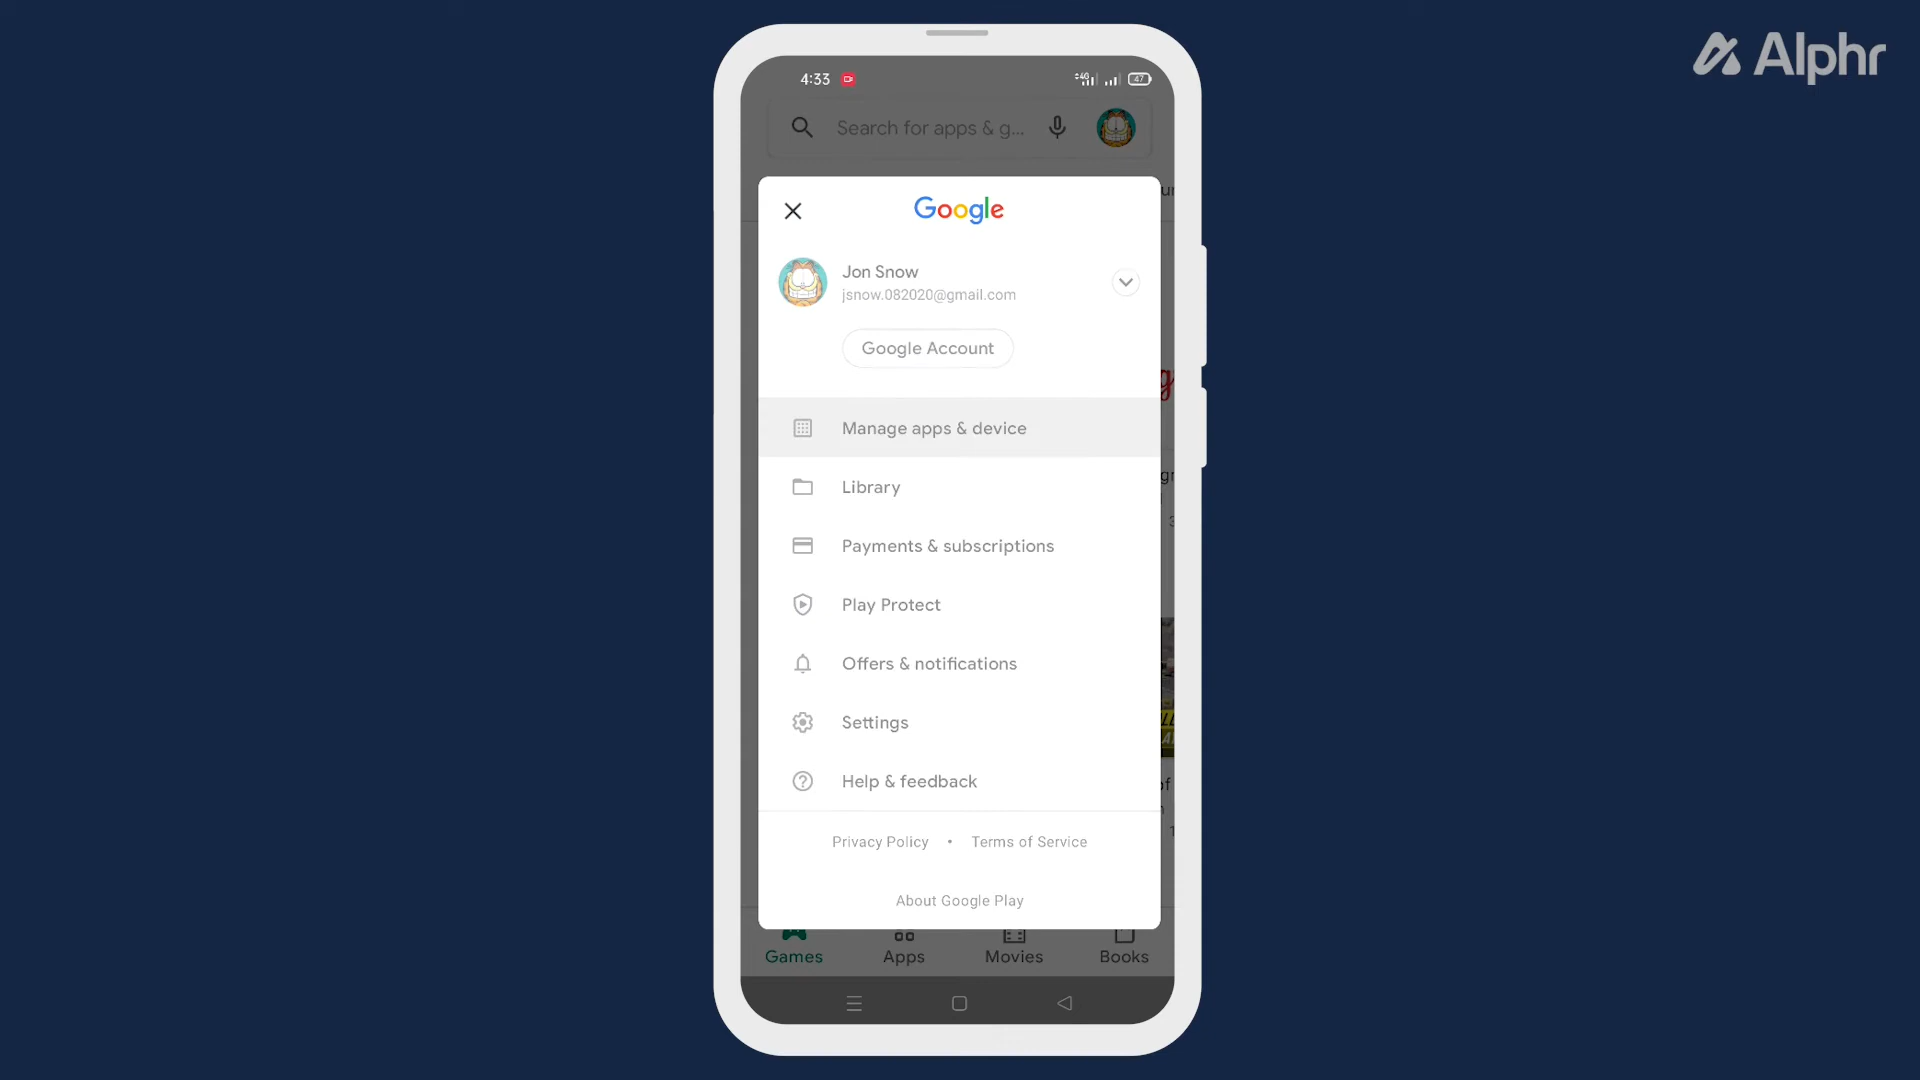 Alphr
4:33
4G
47
Search for apps & g...
Google
Jon Snow
jsnow.082020@gmail.com
Google Account
Manage apps & device
Library
Payments & subscriptions
Play Protect
Offers & notifications
Settings
Help & feedback
Privacy Policy • Terms of Service
About Google Play
Games Apps Movies Books